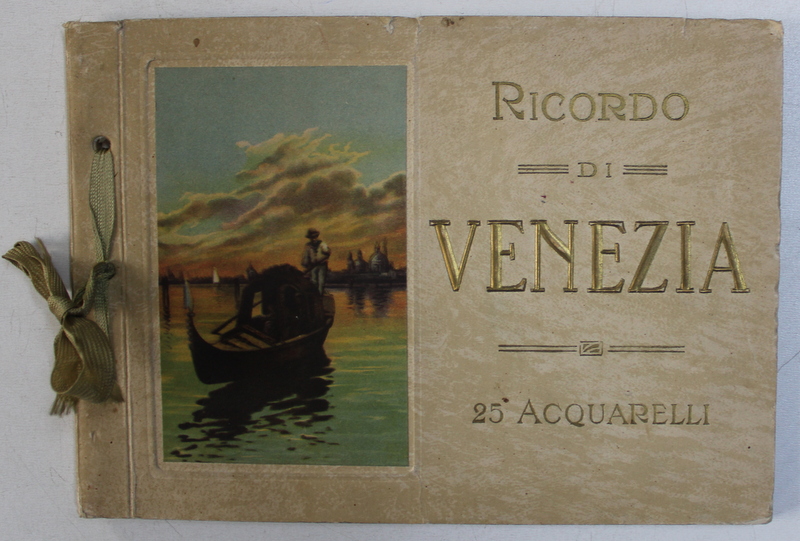 RICORDO
DI
VENEZIA
25 ACQUARELLI